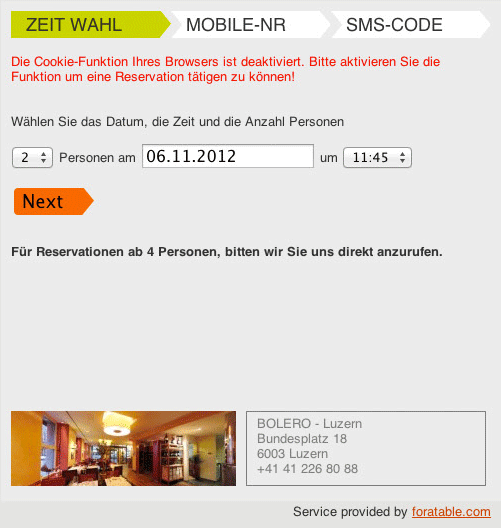 ZEIT WAHL MOBILE-NR SMS-CODE
Die Cookie-Funktion Ihres Browsers ist deaktiviert. Bitte aktivieren Sie die
Funktion um eine Reservation tätigen zu können!
Wählen Sie das Datum, die Zeit und die Anzahl Personen
2 Personen am 06.11.2012 um 11:45
Next
Für Reservationen ab 4 Personen, bitten wir Sie uns direkt anzurufen.
BOLERO - Luzern
Bundesplatz 18
6003 Luzern
+41 41 226 80 88
Service provided by foratable.com